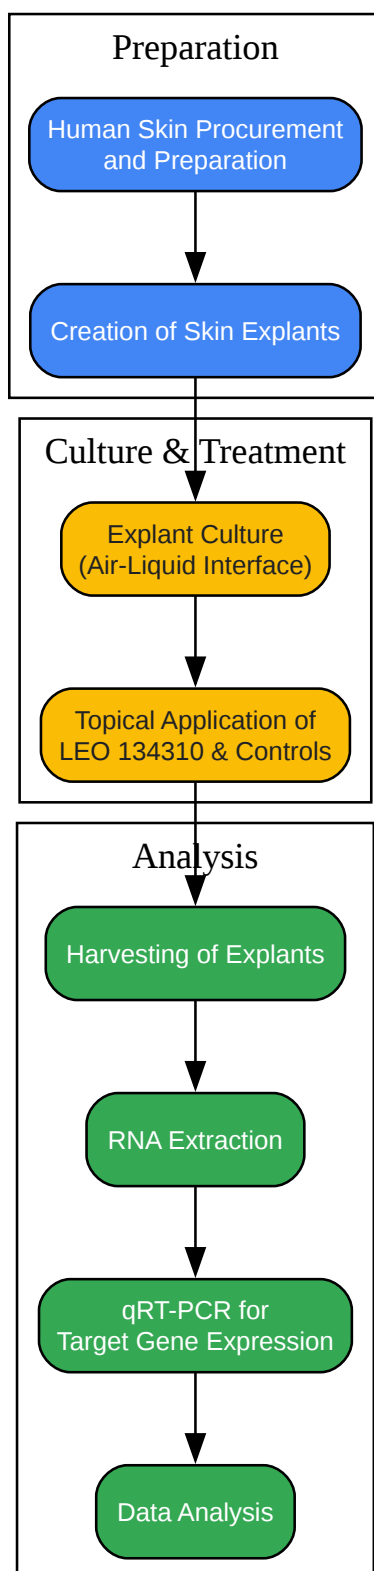 Preparation
Human Skin Procurement
and Preparation
Creation of Skin Explants
Culture & Treatment
Explant Culture
(Air-Liquid Interface)
Topical Application of
LEO 134310 & Controls
Analysis
Harvesting of Explants
RNA Extraction
qRT-PCR for
Target Gene Expression
Data Analysis